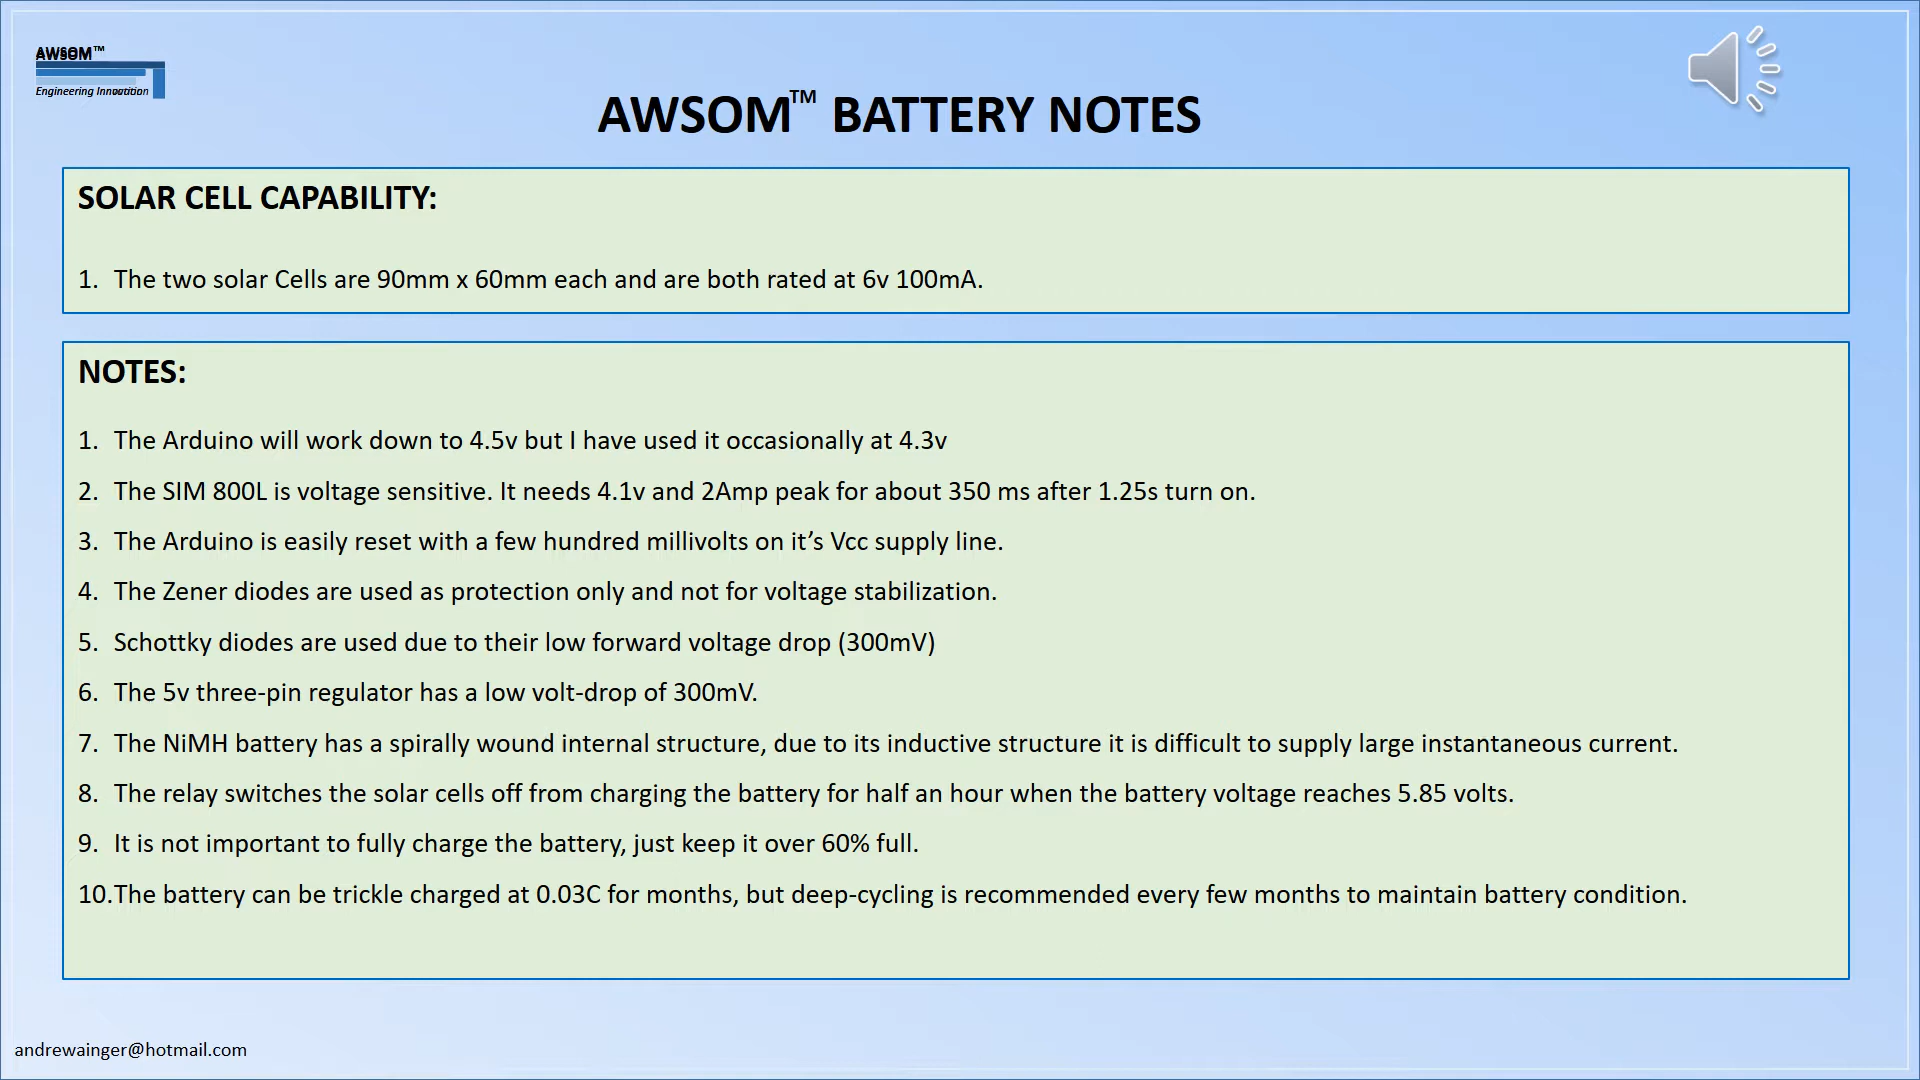 AWSOM™
Engineering Innovation
AWSOM™ BATTERY NOTES
SOLAR CELL CAPABILITY:
1. The two solar Cells are 90mm x 60mm each and are both rated at 6v 100mA.
NOTES:
1. The Arduino will work down to 4.5v but I have used it occasionally at 4.3v
2. The SIM 800L is voltage sensitive. It needs 4.1v and 2Amp peak for about 350 ms after 1.25s turn on.
3. The Arduino is easily reset with a few hundred millivolts on it’s Vcc supply line.
4. The Zener diodes are used as protection only and not for voltage stabilization.
5. Schottky diodes are used due to their low forward voltage drop (300mV)
6. The 5v three-pin regulator has a low volt-drop of 300mV.
7. The NiMH battery has a spirally wound internal structure, due to its inductive structure it is difficult to supply large instantaneous current.
8. The relay switches the solar cells off from charging the battery for half an hour when the battery voltage reaches 5.85 volts.
9. It is not important to fully charge the battery, just keep it over 60% full.
10.The battery can be trickle charged at 0.03C for months, but deep-cycling is recommended every few months to maintain battery condition.
andrewainger@hotmail.com